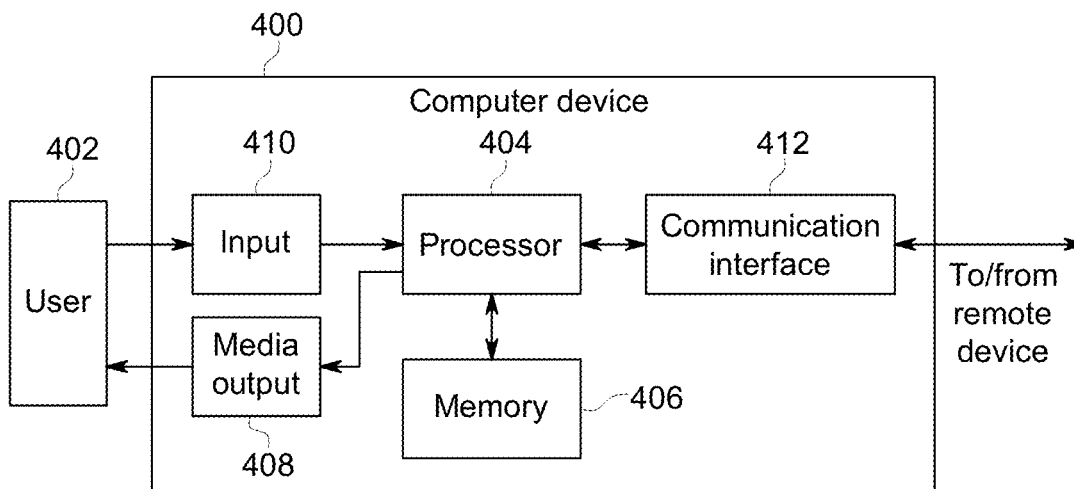 400
Computer device
402
410
404
412
User
Input
Processor
Communication
interface
To/from
remote
device
Media
output
Memory
406
408